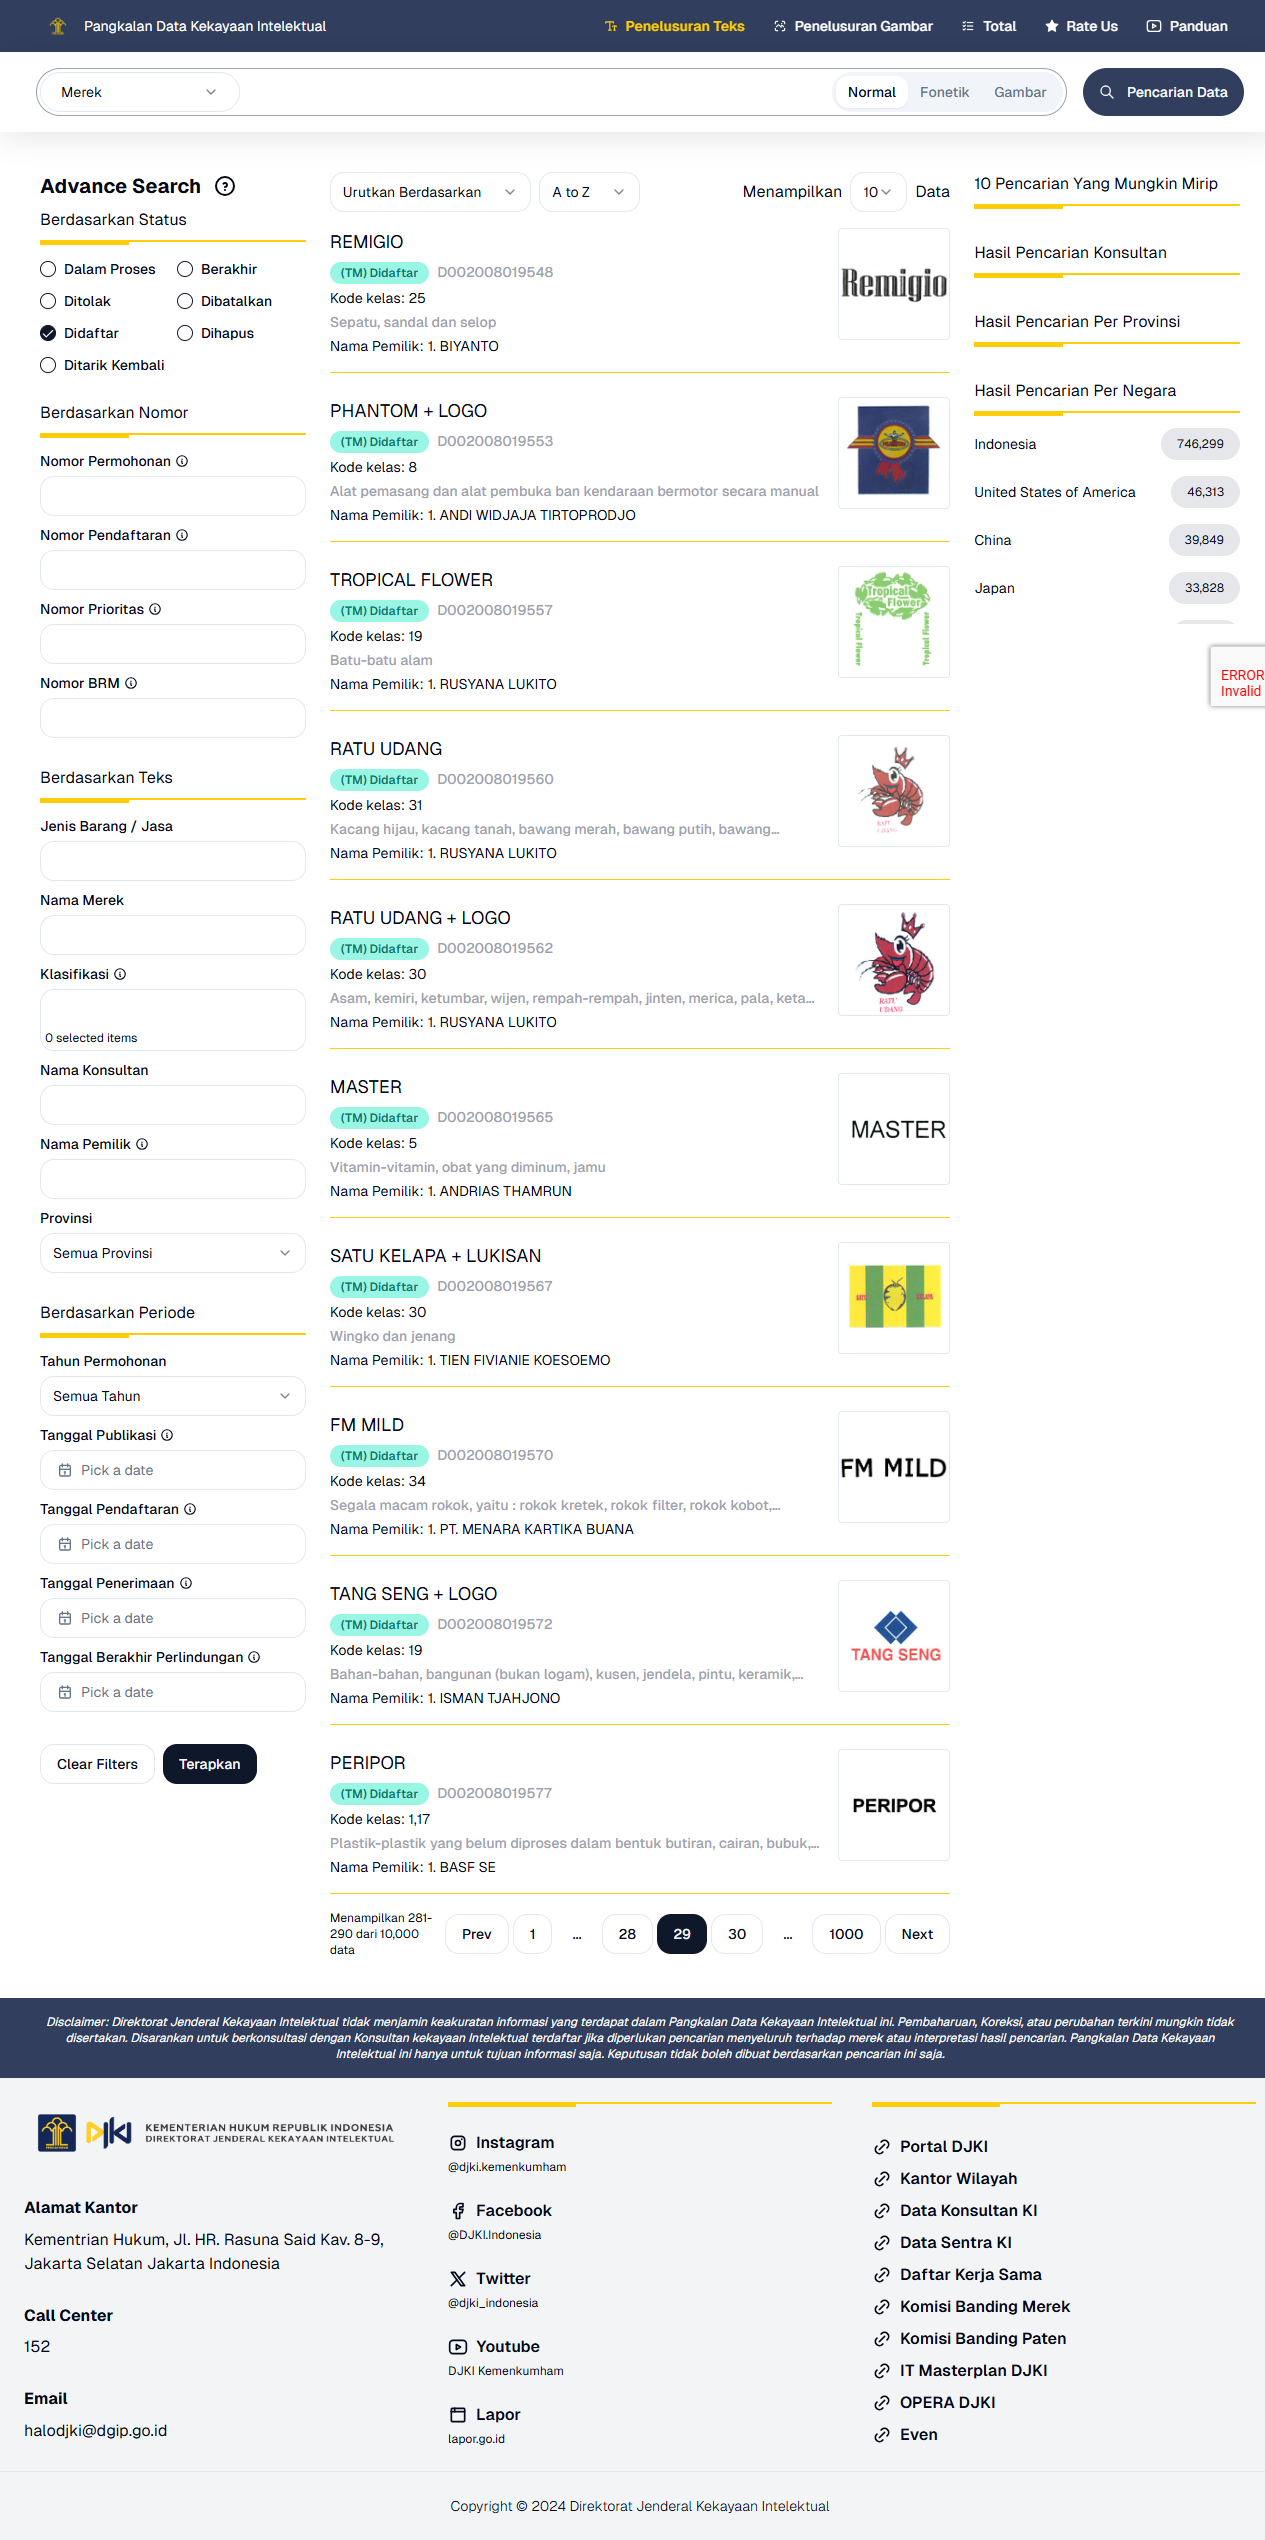 Pangkalan Data Kekayaan Intelektual
Penelusuran Teks
Penelusuran Gambar
Total
Rate Us
Panduan
Merek
Normal
Fonetik
Gambar
Pencarian Data
Advance Search
Berdasarkan Status
Dalam Proses
Berakhir
Ditolak
Dibatalkan
Didaftar
Dihapus
Ditarik Kembali
Berdasarkan Nomor
Nomor Permohonan
Nomor Pendaftaran
Nomor Prioritas
Nomor BRM
Berdasarkan Teks
Jenis Barang / Jasa
Nama Merek
Klasifikasi
0 selected items
Nama Konsultan
Nama Pemilik
Provinsi
Semua Provinsi
Berdasarkan Periode
Tahun Permohonan
Semua Tahun
Tanggal Publikasi
Pick a date
Tanggal Pendaftaran
Pick a date
Tanggal Penerimaan
Pick a date
Tanggal Berakhir Perlindungan
Pick a date
Clear Filters
Terapkan
Urutkan Berdasarkan
A to Z
Menampilkan 10 Data
REMIGIO
(TM) Didaftar D002008019548
Kode kelas: 25
Sepatu, sandal dan selop
Nama Pemilik: 1. BIYANTO
Remigio
PHANTOM + LOGO
(TM) Didaftar D002008019553
Kode kelas: 8
Alat pemasang dan alat pembuka ban kendaraan bermotor secara manual
Nama Pemilik: 1. ANDI WIDJAJA TIRTOPRODJO
TROPICAL FLOWER
(TM) Didaftar D002008019557
Kode kelas: 19
Batu-batu alam
Nama Pemilik: 1. RUSYANA LUKITO
Tropical
Flower
Tropical Flower
Tropical Flower
RATU UDANG
(TM) Didaftar D002008019560
Kode kelas: 31
Kacang hijau, kacang tanah, bawang merah, bawang putih, bawang...
Nama Pemilik: 1. RUSYANA LUKITO
RATU
UDANG
RATU UDANG + LOGO
(TM) Didaftar D002008019562
Kode kelas: 30
Asam, kemiri, ketumbar, wijen, rempah-rempah, jinten, merica, pala, keta...
Nama Pemilik: 1. RUSYANA LUKITO
RATU
UDANG
MASTER
(TM) Didaftar D002008019565
Kode kelas: 5
Vitamin-vitamin, obat yang diminum, jamu
Nama Pemilik: 1. ANDRIAS THAMRUN
MASTER
SATU KELAPA + LUKISAN
(TM) Didaftar D002008019567
Kode kelas: 30
Wingko dan jenang
Nama Pemilik: 1. TIEN FIVIANIE KOESOEMO
SATU KELAPA
FM MILD
(TM) Didaftar D002008019570
Kode kelas: 34
Segala macam rokok, yaitu : rokok kretek, rokok filter, rokok kobot,...
Nama Pemilik: 1. PT. MENARA KARTIKA BUANA
FM MILD
TANG SENG + LOGO
(TM) Didaftar D002008019572
Kode kelas: 19
Bahan-bahan, bangunan (bukan logam), kusen, jendela, pintu, keramik,...
Nama Pemilik: 1. ISMAN TJAHJONO
TANG SENG
PERIPOR
(TM) Didaftar D002008019577
Kode kelas: 1,17
Plastik-plastik yang belum diproses dalam bentuk butiran, cairan, bubuk,...
Nama Pemilik: 1. BASF SE
PERIPOR
Menampilkan 281-
290 dari 10,000
data
Prev 1 ... 28 29 30 ... 1000 Next
10 Pencarian Yang Mungkin Mirip
Hasil Pencarian Konsultan
Hasil Pencarian Per Provinsi
Hasil Pencarian Per Negara
Indonesia 746,299
United States of America 46,313
China 39,849
Japan 33,828
ERROR
Invalid
Disclaimer: Direktorat Jenderal Kekayaan Intelektual tidak menjamin keakuratan informasi yang terdapat dalam Pangkalan Data Kekayaan Intelektual ini. Pembaharuan, Koreksi, atau perubahan terkini mungkin tidak
disertakan. Disarankan untuk berkonsultasi dengan Konsultan kekayaan Intelektual terdaftar jika diperlukan pencarian menyeluruh terhadap merek atau interpretasi hasil pencarian. Pangkalan Data Kekayaan
Intelektual ini hanya untuk tujuan informasi saja. Keputusan tidak boleh dibuat berdasarkan pencarian ini saja.
KEMENTERIAN HUKUM REPUBLIK INDONESIA
DIREKTORAT JENDERAL KEKAYAAN INTELEKTUAL
Alamat Kantor
Kementrian Hukum, Jl. HR. Rasuna Said Kav. 8-9,
Jakarta Selatan Jakarta Indonesia
Call Center
152
Email
halodjki@dgip.go.id
Instagram
@djki.kemenkumham
Facebook
@DJKI.Indonesia
Twitter
@djki_indonesia
Youtube
DJKI Kemenkumham
Lapor
lapor.go.id
Portal DJKI
Kantor Wilayah
Data Konsultan KI
Data Sentra KI
Daftar Kerja Sama
Komisi Banding Merek
Komisi Banding Paten
IT Masterplan DJKI
OPERA DJKI
Even
Copyright © 2024 Direktorat Jenderal Kekayaan Intelektual